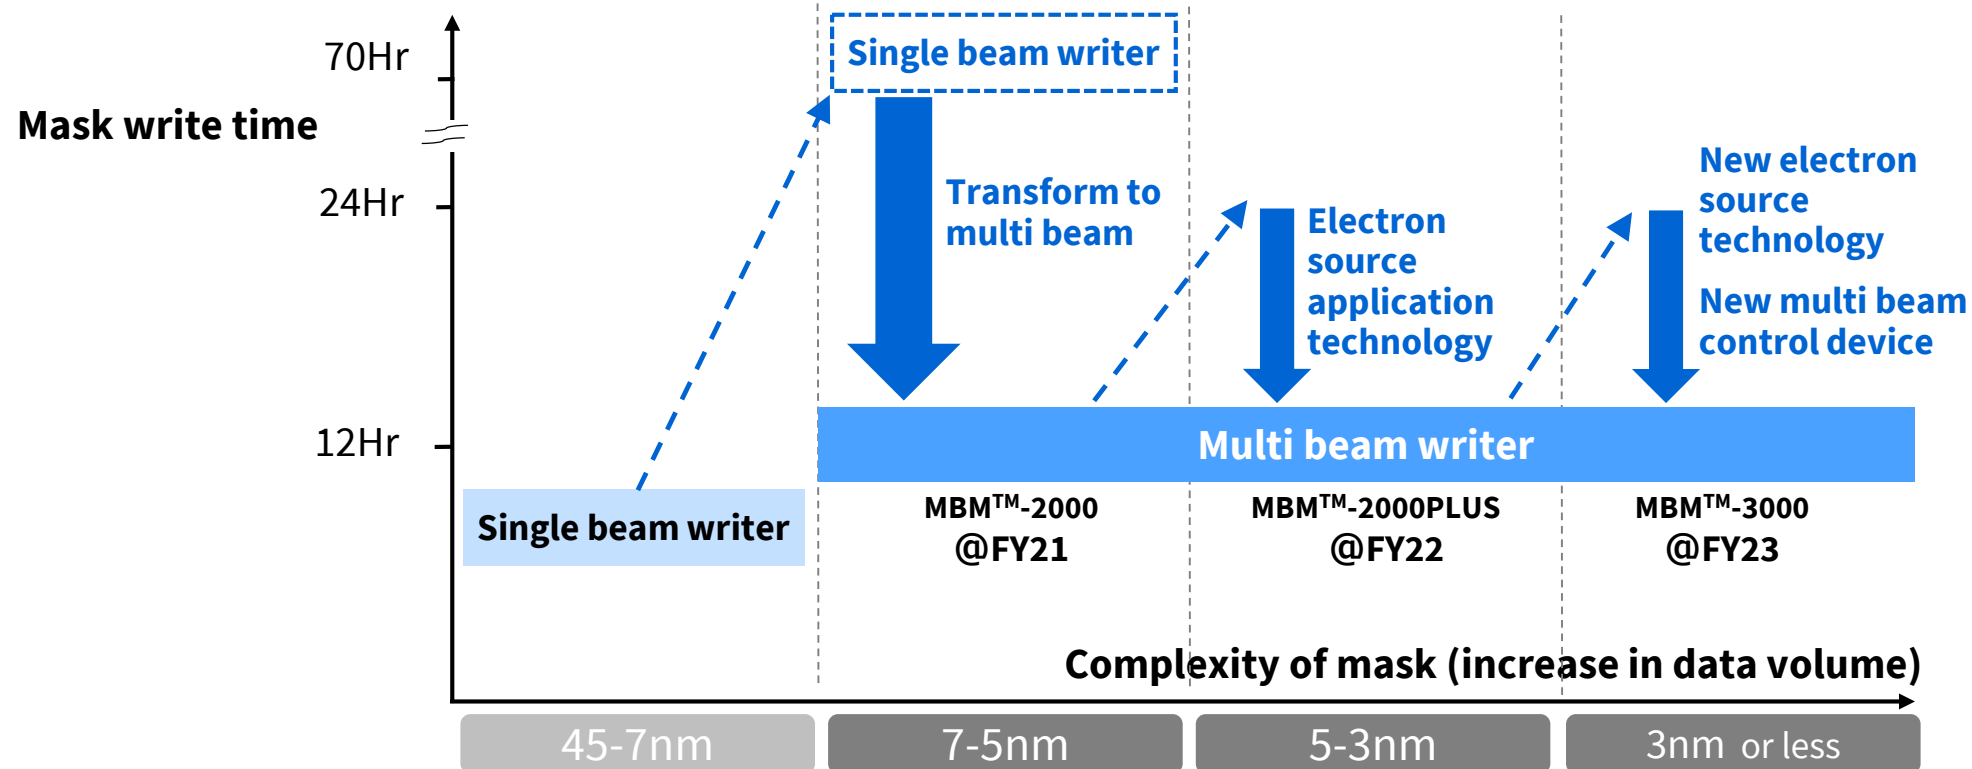 70Hr
Mask write time
24Hr
12Hr
Single beam writer
Transform to
multi beam
Electron
source
application
technology
New electron
source
technology
New multi beam
control device
Multi beam writer
Single beam writer
MBM™-2000
@FY21
MBM™-2000PLUS
@FY22
MBM™-3000
@FY23
Complexity of mask (increase in data volume)
45-7nm
7-5nm
5-3nm
3nm or less